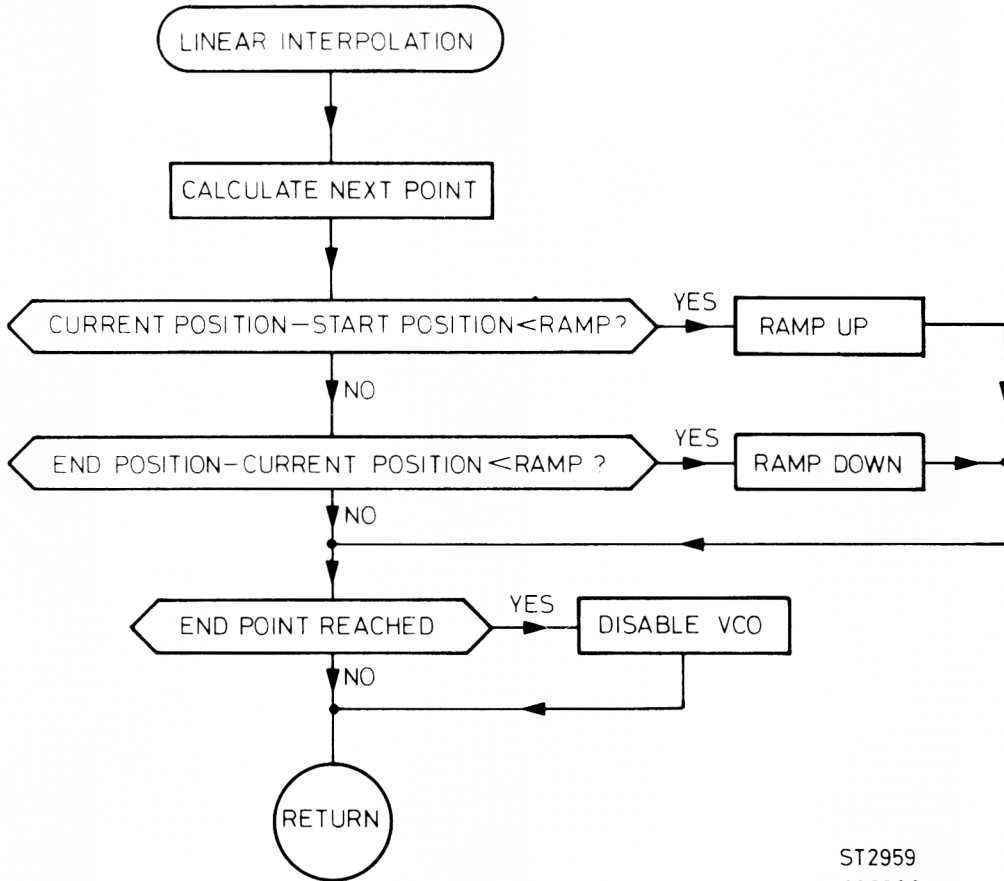 LINEAR INTERPOLATION
CALCULATE NEXT POINT
CURRENT POSITION-START POSITION<RAMP?
YES
RAMP UP
NO
END POSITION-CURRENT POSITION<RAMP ?
YES
RAMP DOWN
NO
END POINT REACHED
YES
DISABLE VCO
NO
RETURN
ST2959